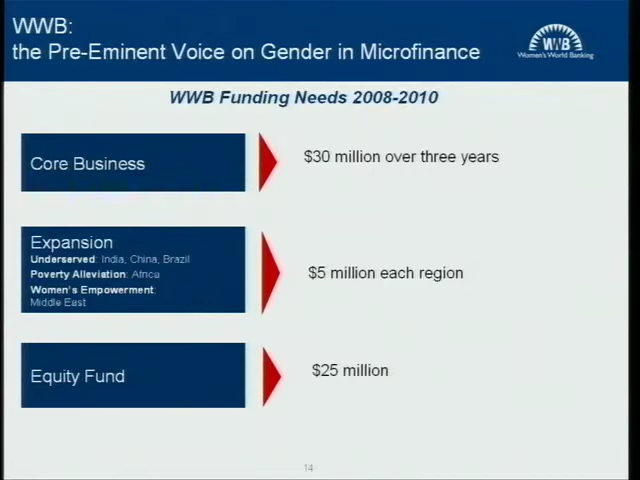 WWB:
the Pre-Eminent Voice on Gender in Microfinance
WWB
Women's World Banking
WWB Funding Needs 2008-2010
Core Business
$30 million over three years
Expansion
Underserved: India, China, Brazil
Poverty Alleviation: Africa
Women's Empowerment:
Middle East
$5 million each region
Equity Fund
$25 million
14